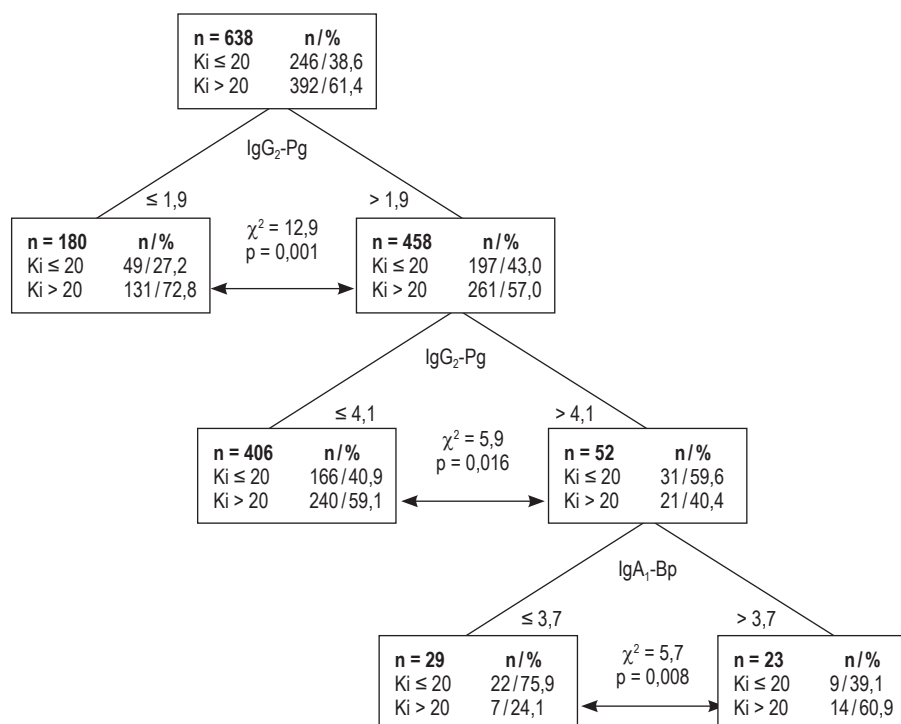 n = 638 n/%
Ki ≤ 20 246/38,6
Ki > 20 392/61,4
IgG₂-Pg
≤ 1,9
> 1,9
n = 180 n/%
Ki ≤ 20 49/27,2
Ki > 20 131/72,8
χ² = 12,9
p = 0,001
n = 458 n/%
Ki ≤ 20 197/43,0
Ki > 20 261/57,0
IgG₂-Pg
≤ 4,1
> 4,1
n = 406 n/%
Ki ≤ 20 166/40,9
Ki > 20 240/59,1
χ² = 5,9
p = 0,016
n = 52 n/%
Ki ≤ 20 31/59,6
Ki > 20 21/40,4
IgA₁-Bp
≤ 3,7
> 3,7
n = 29 n/%
Ki ≤ 20 22/75,9
Ki > 20 7/24,1
χ² = 5,7
p = 0,008
n = 23 n/%
Ki ≤ 20 9/39,1
Ki > 20 14/60,9